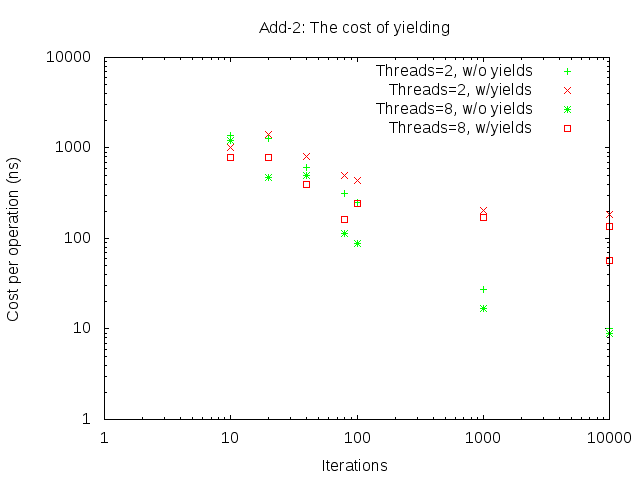 Add-2: The cost of yielding
10000
1000
100
10
1
Cost per operation (ns)
Threads=2, w/o yields
Threads=2, w/yields
Threads=8, w/o yields
Threads=8, w/yields
1 10 100 1000 10000
Iterations